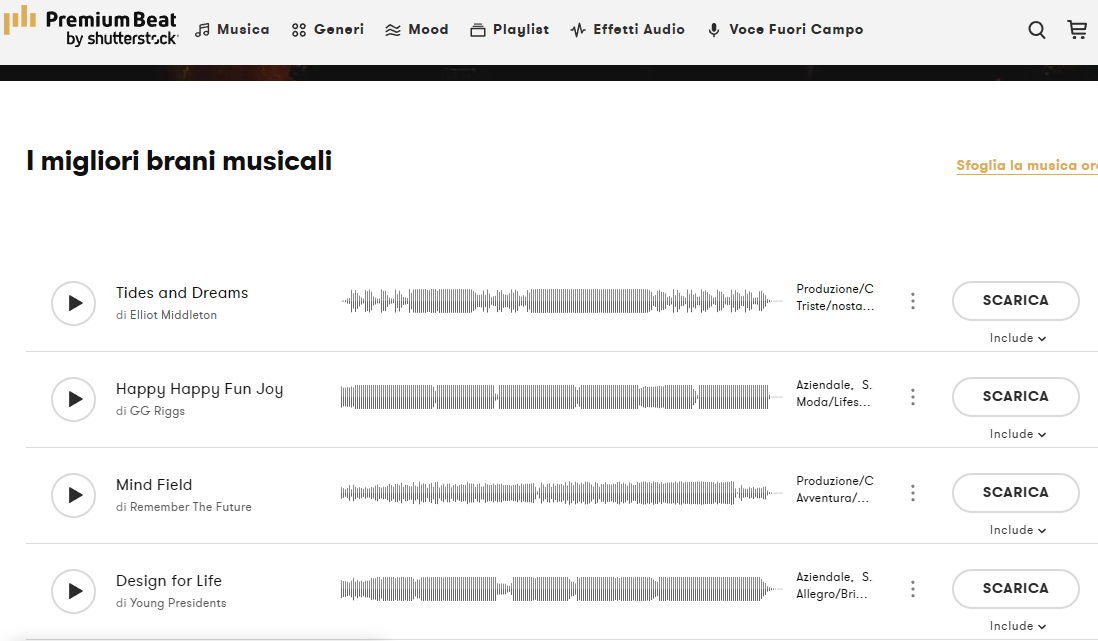 PremiumBeat
by shutterstock
Musica
Generi
Mood
Playlist
Effetti Audio
Voce Fuori Campo
I migliori brani musicali
Sfoglia la musica
Tides and Dreams
di Elliot Middleton
Produzione/C
Triste/nosta...
SCARICA
Include
Happy Happy Fun Joy
di GG Riggs
Aziendale, S.
Moda/Lifes...
SCARICA
Include
Mind Field
di Remember The Future
Produzione/C
Avventura/...
SCARICA
Include
Design for Life
di Young Presidents
Aziendale, S.
Allegro/Bri...
SCARICA
Include